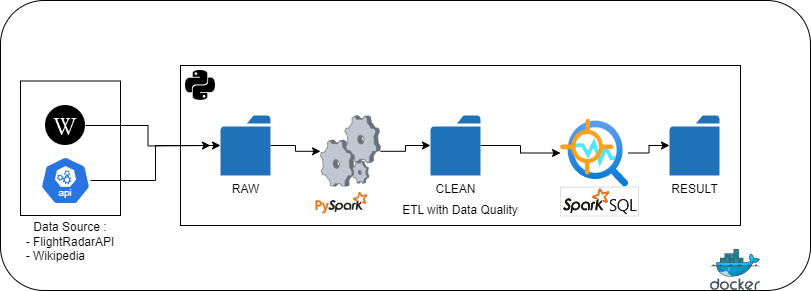 W
api
Data Source :
- FlightRadarAPI
- Wikipedia
RAW
PySpark
CLEAN
ETL with Data Quality
Spark SQL
RESULT
docker